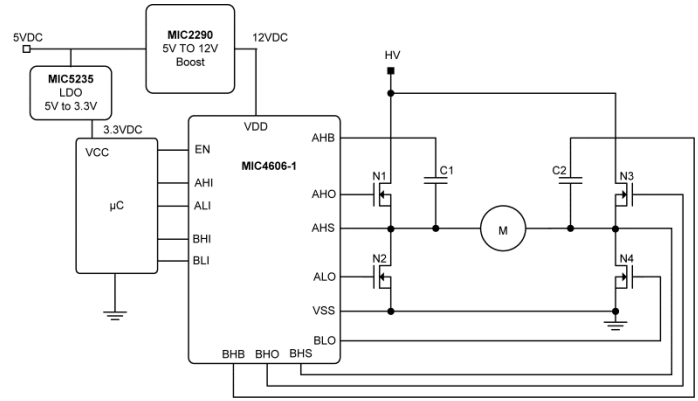 5VDC
MIC2290
5V TO 12V
Boost
12VDC
HV
MIC5235
LDO
5V to 3.3V
3.3VDC
VCC
µC
VDD
MIC4606-1
EN
AHI
ALI
BHI
BLI
AHB
AHO
AHS
ALO
VSS
BLO
BHB BHO BHS
C1
C2
N1
N3
M
N2
N4